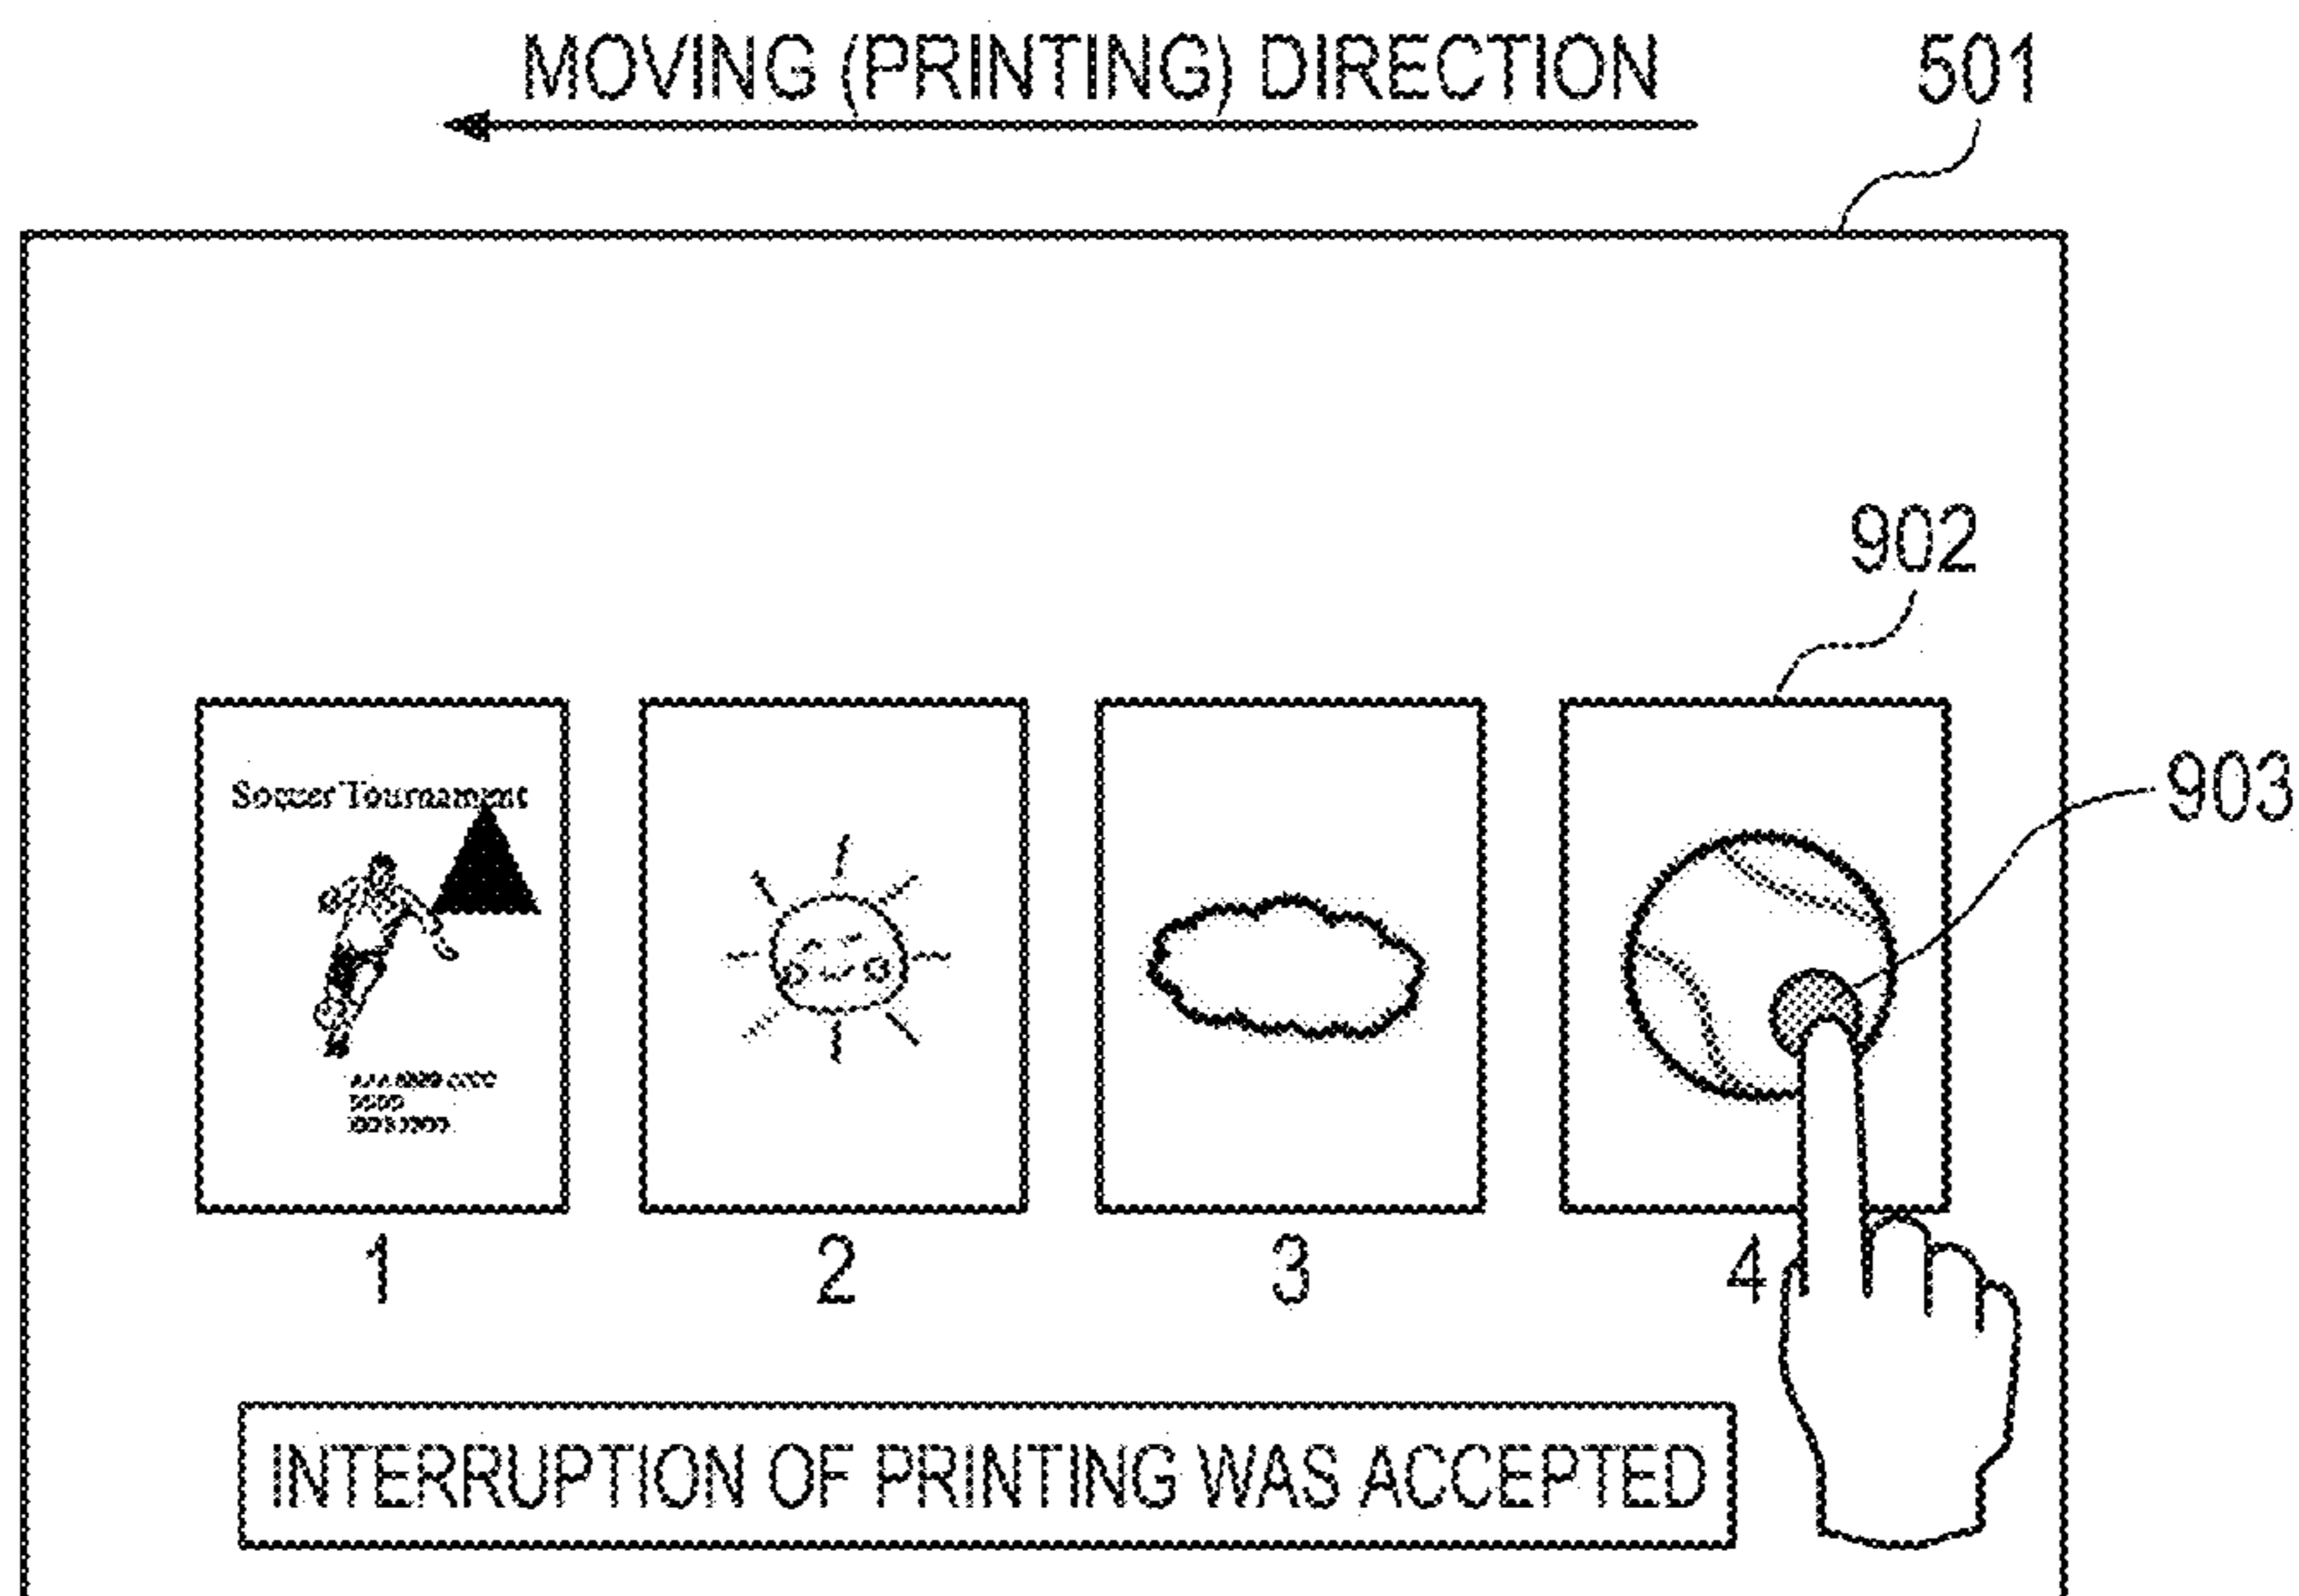 MOVING (PRINTING) DIRECTION
501
902
903
Soccer Tournament
1
2
3
4
INTERRUPTION OF PRINTING WAS ACCEPTED